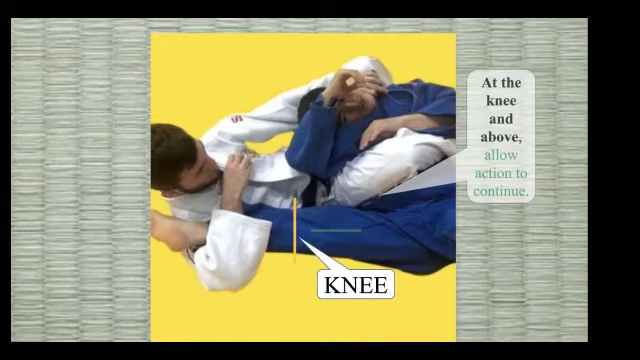 At the
knee
and
above,
allow
action to
continue.
KNEE